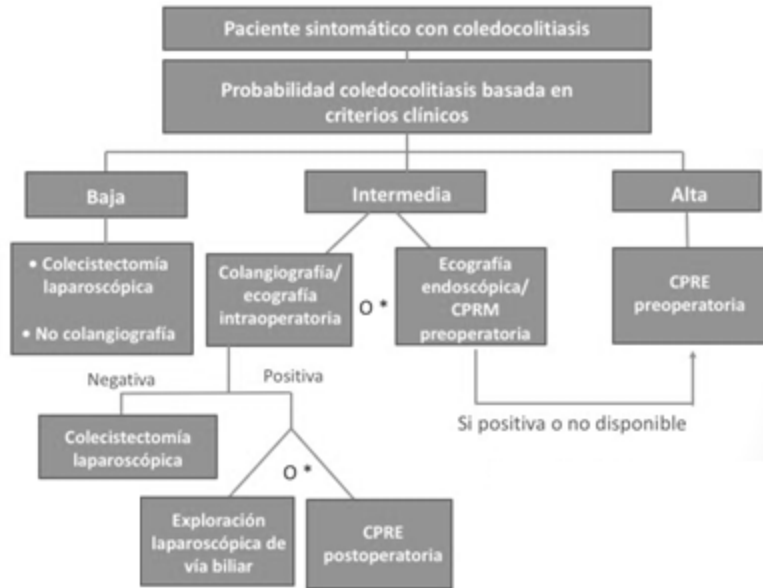 Paciente sintomático con coledocolitiasis
Probabilidad coledocolitiasis basada en
criterios clínicos
Baja
Intermedia
Alta
• Colecistectomía
laparoscópica
• No colangiografía
Colangiografía/
ecografía
intraoperatoria
O *
Ecografía
endoscópica/
CPRM
preoperatoria
CPRE
preoperatoria
Negativa
Positiva
Si positiva o no disponible
Colecistectomía
laparoscópica
O *
Exploración
laparoscópica de
vía biliar
CPRE
postoperatoria